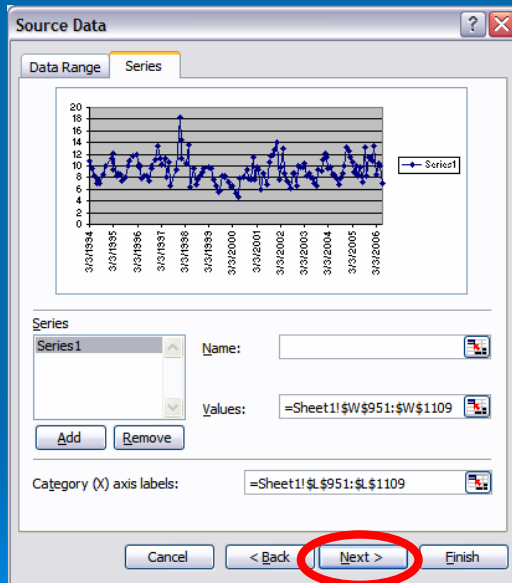 Source Data
Data Range
Series
20
18
16
14
12
10
8
6
4
2
0
3/3/1994
3/3/1995
3/3/1996
3/3/1997
3/3/1998
3/3/1999
3/3/2000
3/3/2001
3/3/2002
3/3/2003
3/3/2004
3/3/2005
3/3/2006
Series1
Series
Series1
Name:
Values:
=Sheet1!$W$951:$W$1109
Add
Remove
Category (X) axis labels:
=Sheet1!$L$951:$L$1109
Cancel
< Back
Next >
Finish